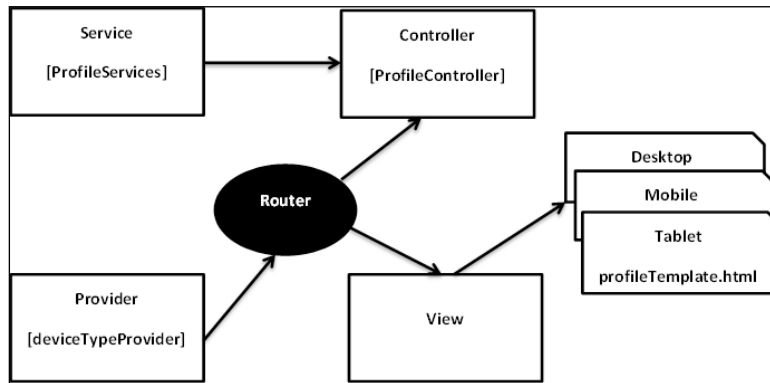 Service
[ProfileServices]
Controller
[ProfileController]
Router
Desktop
Mobile
Tablet
profileTemplate.html
Provider
[deviceTypeProvider]
View